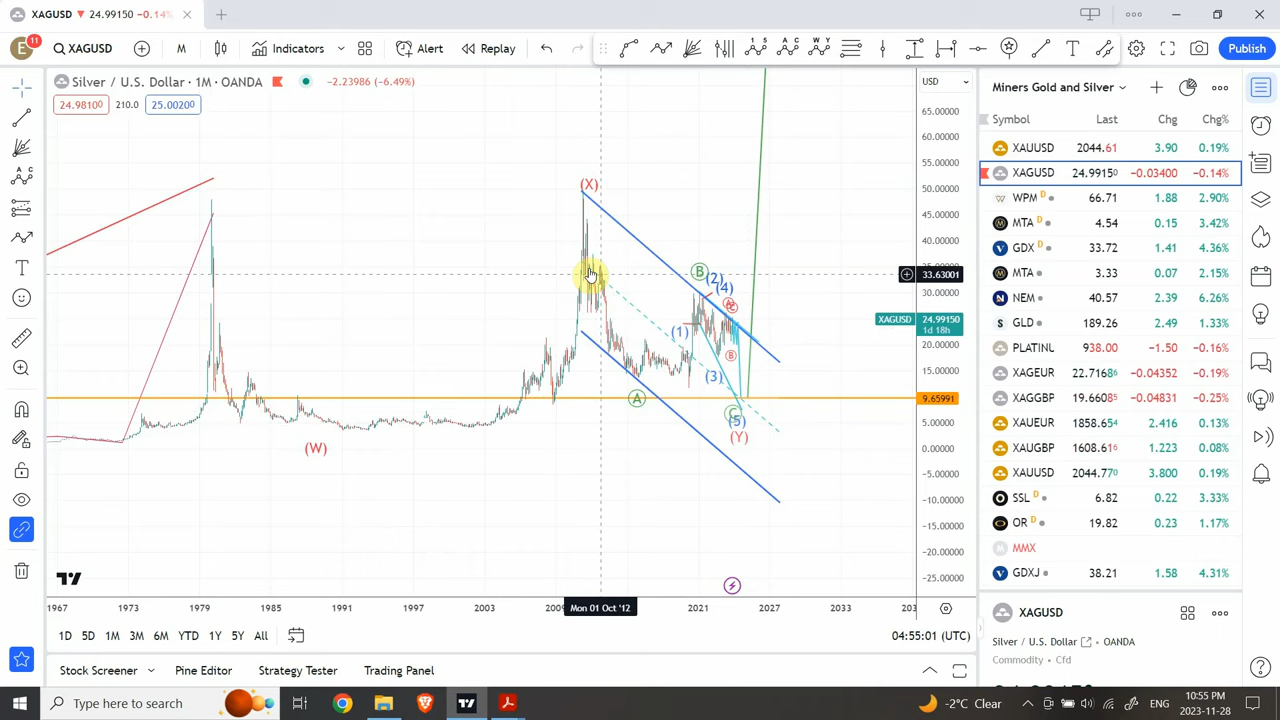 XAGUSD ▼ 24.99150 −0.14%
E 11 XAGUSD M Indicators Alert Replay Publish
Silver / U.S. Dollar · 1M · OANDA −2.23986 (−6.49%)
24.98100 210.0 25.00200
USD
65.00000
60.00000
55.00000
50.00000
45.00000
40.00000
35.00000
33.63001
30.00000
XAGUSD 24.99150
1d 18h
20.00000
15.00000
9.65991
5.00000
0.00000
−5.00000
−10.00000
−15.00000
−20.00000
−25.00000
(X)
B
(2)
(4)
(1)
B
(3)
A
C
(5)
(Y)
(W)
1967 1973 1979 1985 1991 1997 2003 2009 Mon 01 Oct '12 2021 2027 2033
1D 5D 1M 3M 6M YTD 1Y 5Y All 04:55:01 (UTC)
Stock Screener Pine Editor Strategy Tester Trading Panel
Miners Gold and Silver
Symbol Last Chg Chg%
XAUUSD 2044.61 3.90 0.19%
XAGUSD 24.99150 −0.03400 −0.14%
WPM D 66.71 1.88 2.90%
MTA D 4.54 0.15 3.42%
GDX D 33.72 1.41 4.36%
MTA D 3.33 0.07 2.15%
NEM D 40.57 2.39 6.26%
GLD D 189.26 2.49 1.33%
PLATINU 938.00 −1.50 −0.16%
XAGEUR 22.71686 −0.04352 −0.19%
XAGGBP 19.66085 −0.04831 −0.25%
XAUEUR 1858.654 2.416 0.13%
XAUGBP 1608.616 1.223 0.08%
XAUUSD 2044.770 3.800 0.19%
SSL D 6.82 0.22 3.33%
OR D 19.82 0.23 1.17%
MMX
GDXJ 38.21 1.58 4.31%
XAGUSD
Silver / U.S. Dollar OANDA
Commodity • Cfd
Type here to search
-2°C Clear ENG 10:55 PM
2023-11-28